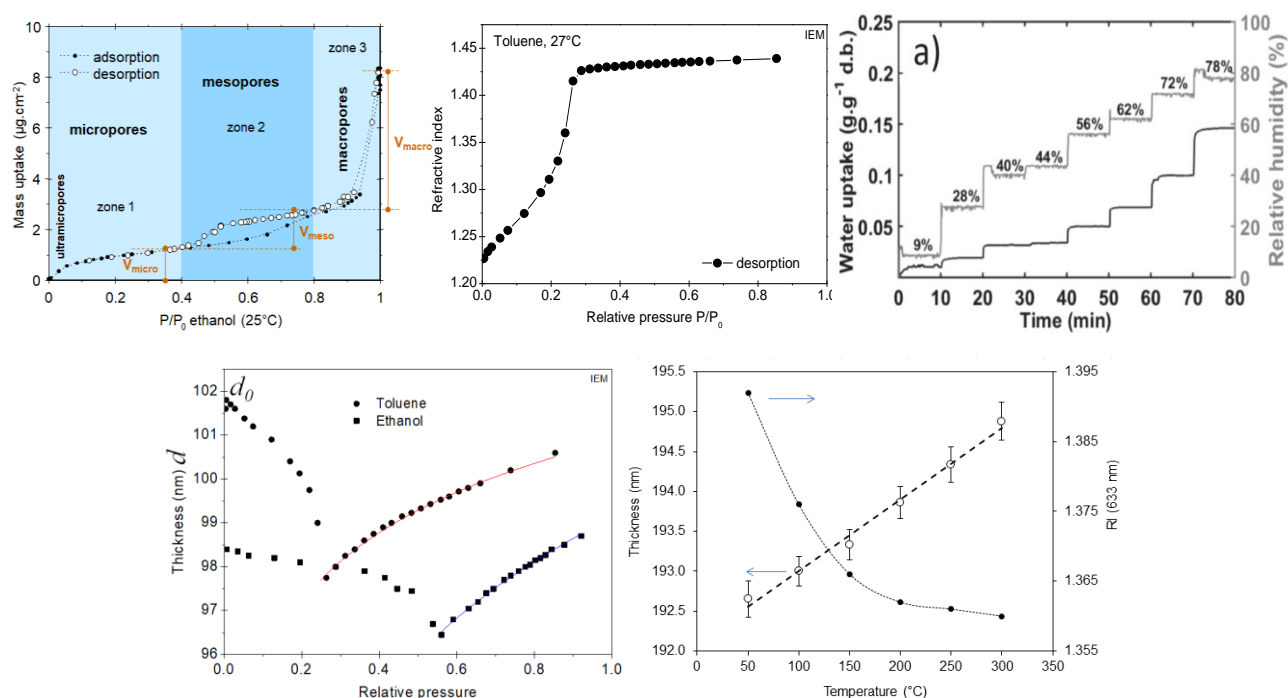 10
8
6
4
2
0
Mass uptake (µg.cm⁻²)
adsorption
desorption
zone 3
mesopores
micropores
zone 2
macropores
V_macro
ultramicropores
zone 1
V_meso
V_micro
0 0.2 0.4 0.6 0.8 1
P/P₀ ethanol (25°C)
Toluene, 27°C
IEM
1.45
1.40
1.35
1.30
1.25
1.20
Refractive index
desorption
0.0 0.2 0.4 0.6 0.8 1.0
Relative pressure P/P₀
a)
0.25
0.2
0.15
0.1
0.05
Water uptake (g.g⁻¹ d.b.)
9%
28%
40%
44%
56%
62%
72%
78%
100
80
60
40
20
0
Relative humidity (%)
0 10 20 30 40 50 60 70 80
Time (min)
102
101
100
99
98
97
96
Thickness (nm) d
d₀
IEM
Toluene
Ethanol
0.0 0.2 0.4 0.6 0.8 1.0
Relative pressure
195.5
195.0
194.5
194.0
193.5
193.0
192.5
192.0
Thickness (nm)
1.395
1.385
1.375
1.365
1.355
RI (633 nm)
0 50 100 150 200 250 300 350
Temperature (°C)